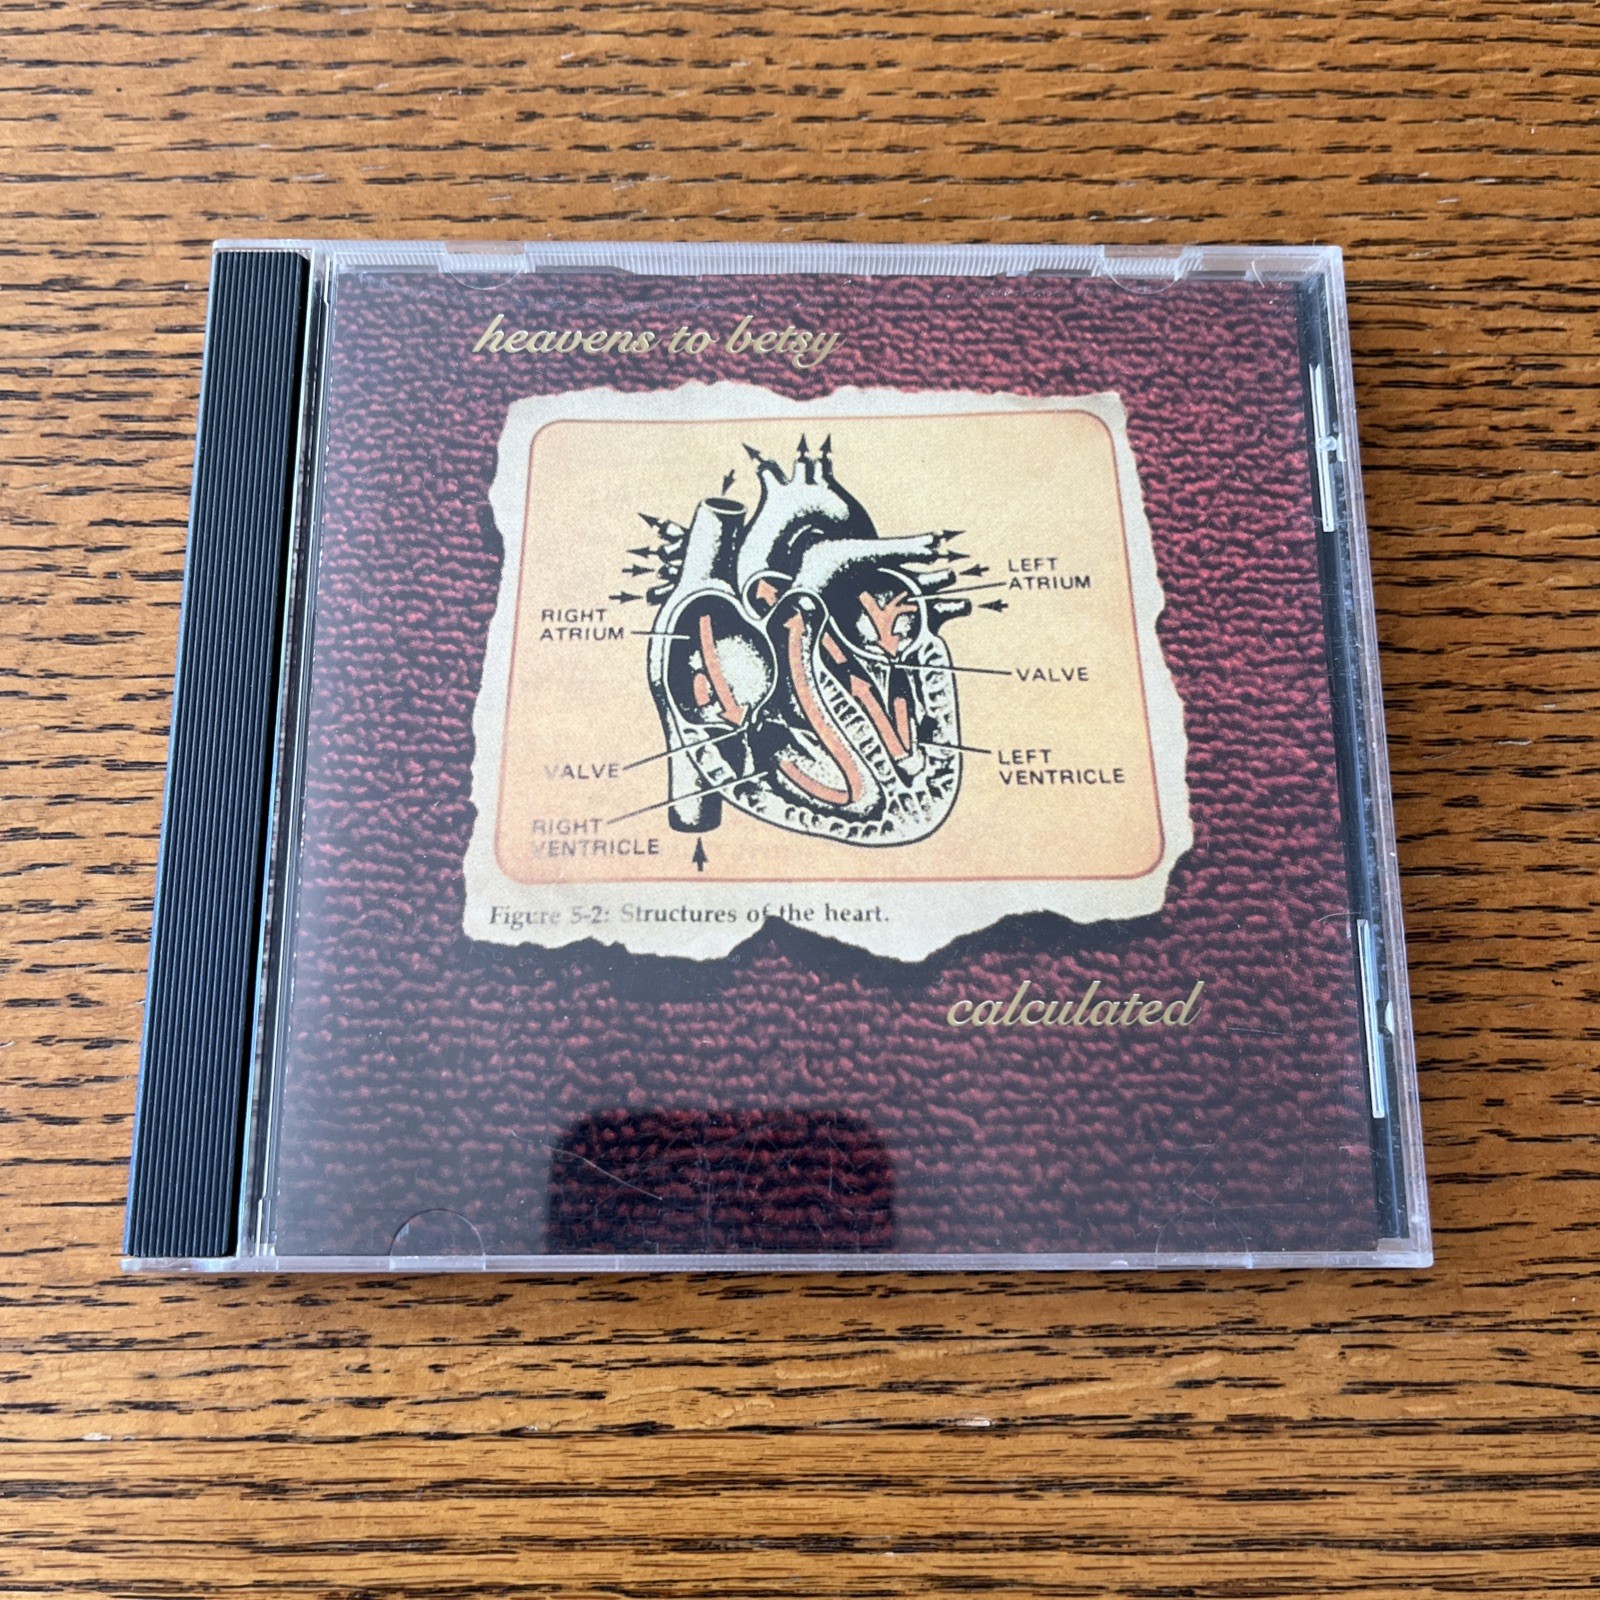 heavens to betsy
LEFT
ATRIUM
RIGHT
ATRIUM
VALVE
LEFT
VENTRICLE
VALVE
RIGHT
VENTRICLE
Figure 5-2: Structures of the heart.
calculated